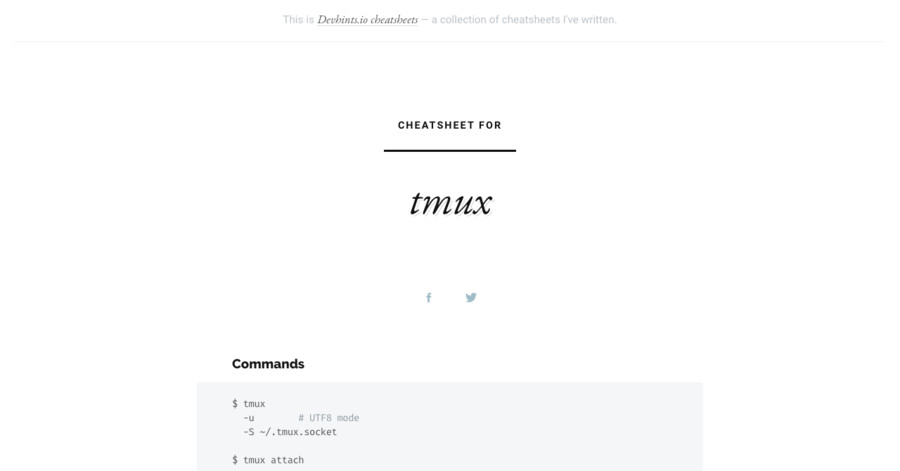 This is Devhints.io cheatsheets — a collection of cheatsheets I've written.
CHEATSHEET FOR
tmux
Commands
$ tmux
  -u        # UTF8 mode
  -S ~/.tmux.socket
$ tmux attach